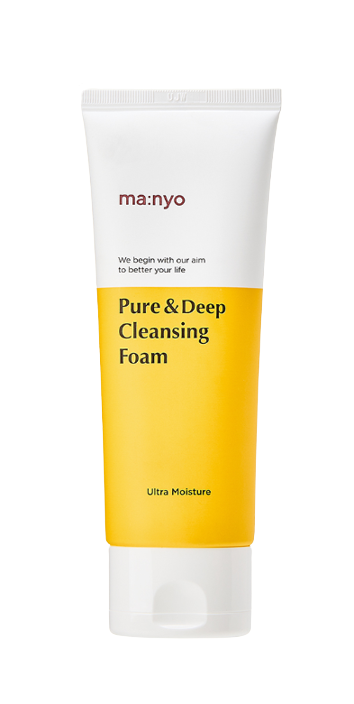 ma:nyo
We begin with our aim
to better your life
Pure & Deep
Cleansing
Foam
Ultra Moisture